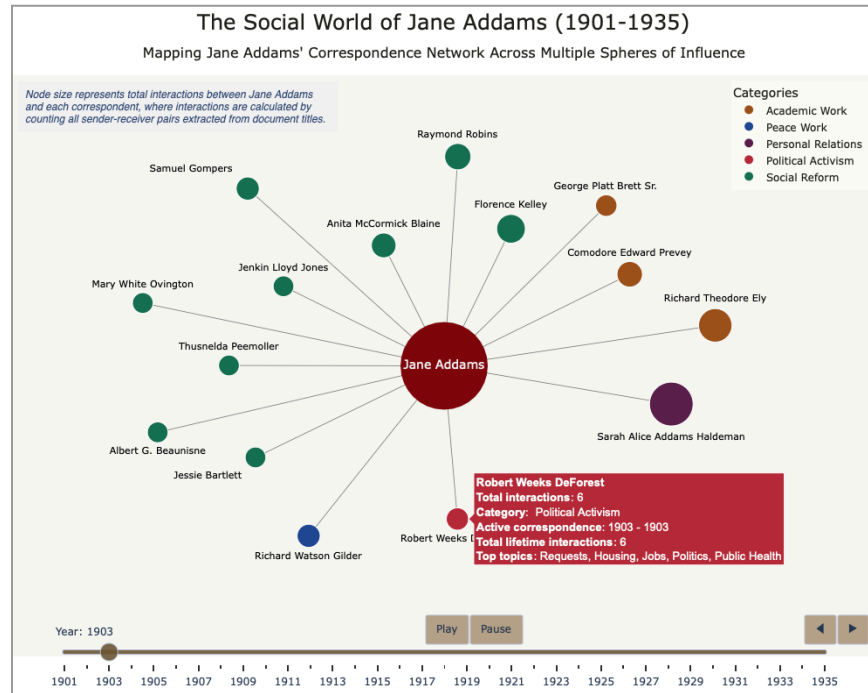 The Social World of Jane Addams (1901-1935)
Mapping Jane Addams' Correspondence Network Across Multiple Spheres of Influence
Node size represents total interactions between Jane Addams
and each correspondent, where interactions are calculated by
counting all sender-receiver pairs extracted from document titles.
Categories
Academic Work
Peace Work
Personal Relations
Political Activism
Social Reform
Raymond Robins
Samuel Gompers
George Platt Brett Sr.
Florence Kelley
Anita McCormick Blaine
Comodore Edward Prevey
Jenkin Lloyd Jones
Mary White Ovington
Richard Theodore Ely
Thusnelda Peemoller
Jane Addams
Sarah Alice Addams Haldeman
Albert G. Beaunisne
Jessie Bartlett
Richard Watson Gilder
Robert Weeks
Robert Weeks DeForest
Total interactions: 6
Category: Political Activism
Active correspondence: 1903 - 1903
Total lifetime interactions: 6
Top topics: Requests, Housing, Jobs, Politics, Public Health
Year: 1903
Play
Pause
1901 1903 1905 1907 1909 1911 1913 1915 1917 1919 1921 1923 1925 1927 1929 1931 1933 1935